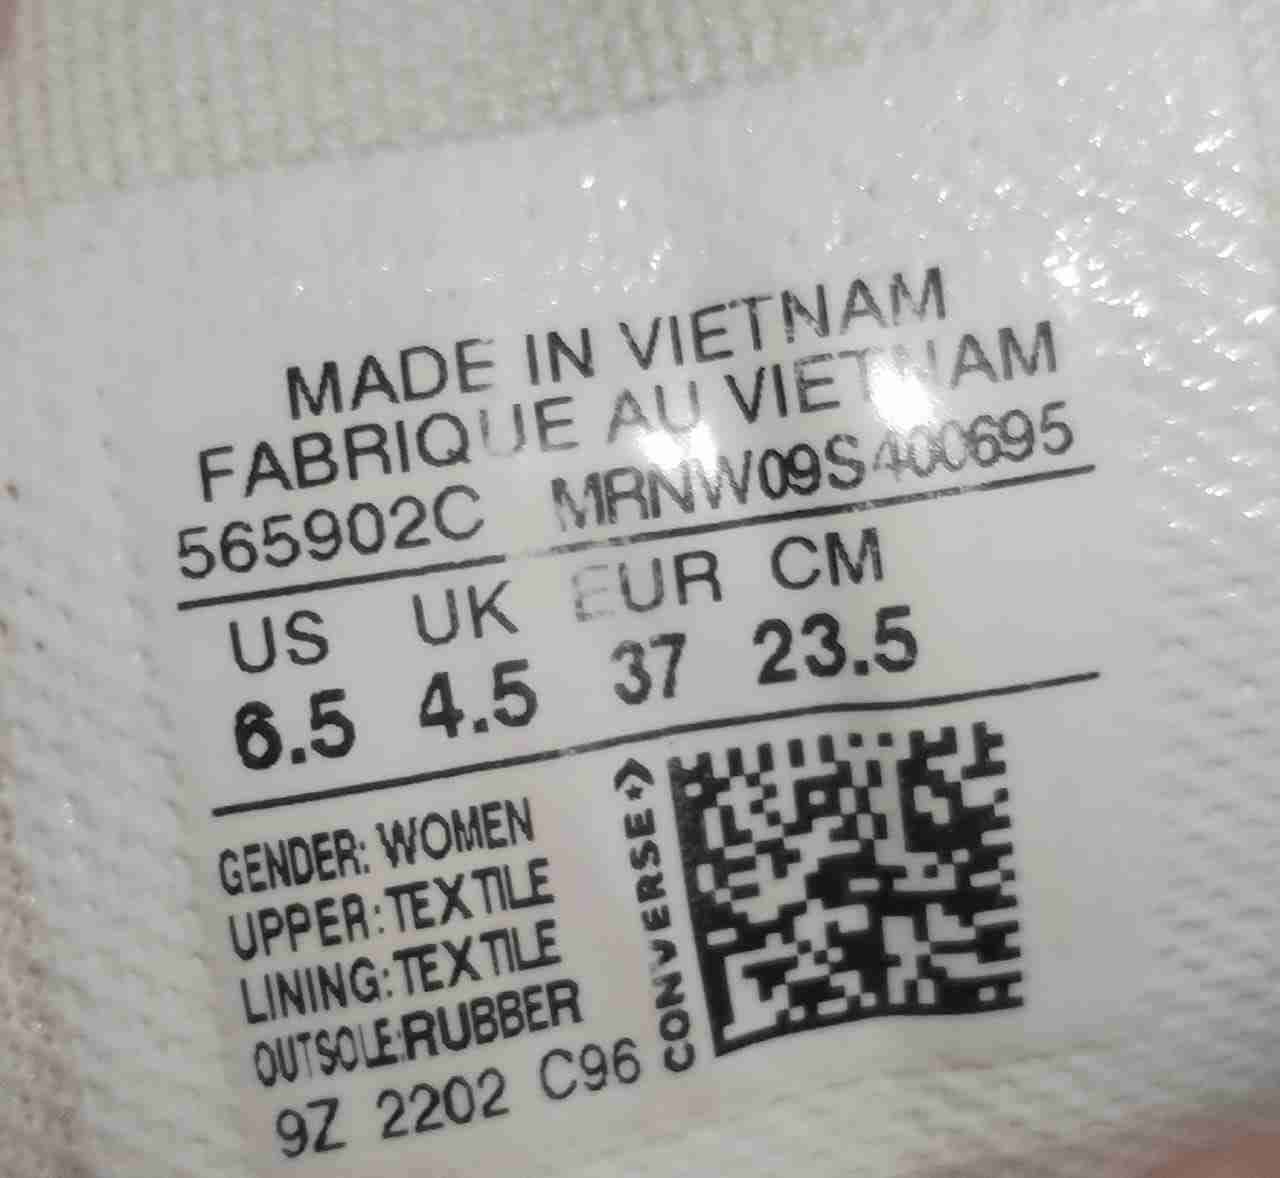 MADE IN VIETNAM
FABRIQUE AU VIETNAM
565902C MRNW09S400695
US UK EUR CM
6.5 4.5 37 23.5
GENDER: WOMEN
UPPER: TEXTILE
LINING: TEXTILE
OUTSOLE:RUBBER
9Z 2202 C96
CONVERSE